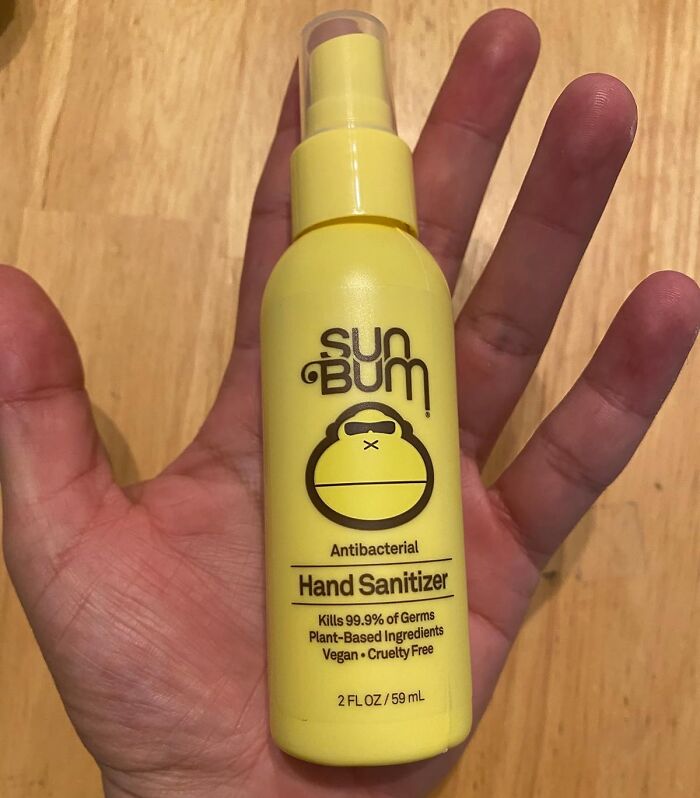 SUN
BUM®
Antibacterial
Hand Sanitizer
Kills 99.9% of Germs
Plant-Based Ingredients
Vegan • Cruelty Free
2 FL OZ / 59 mL